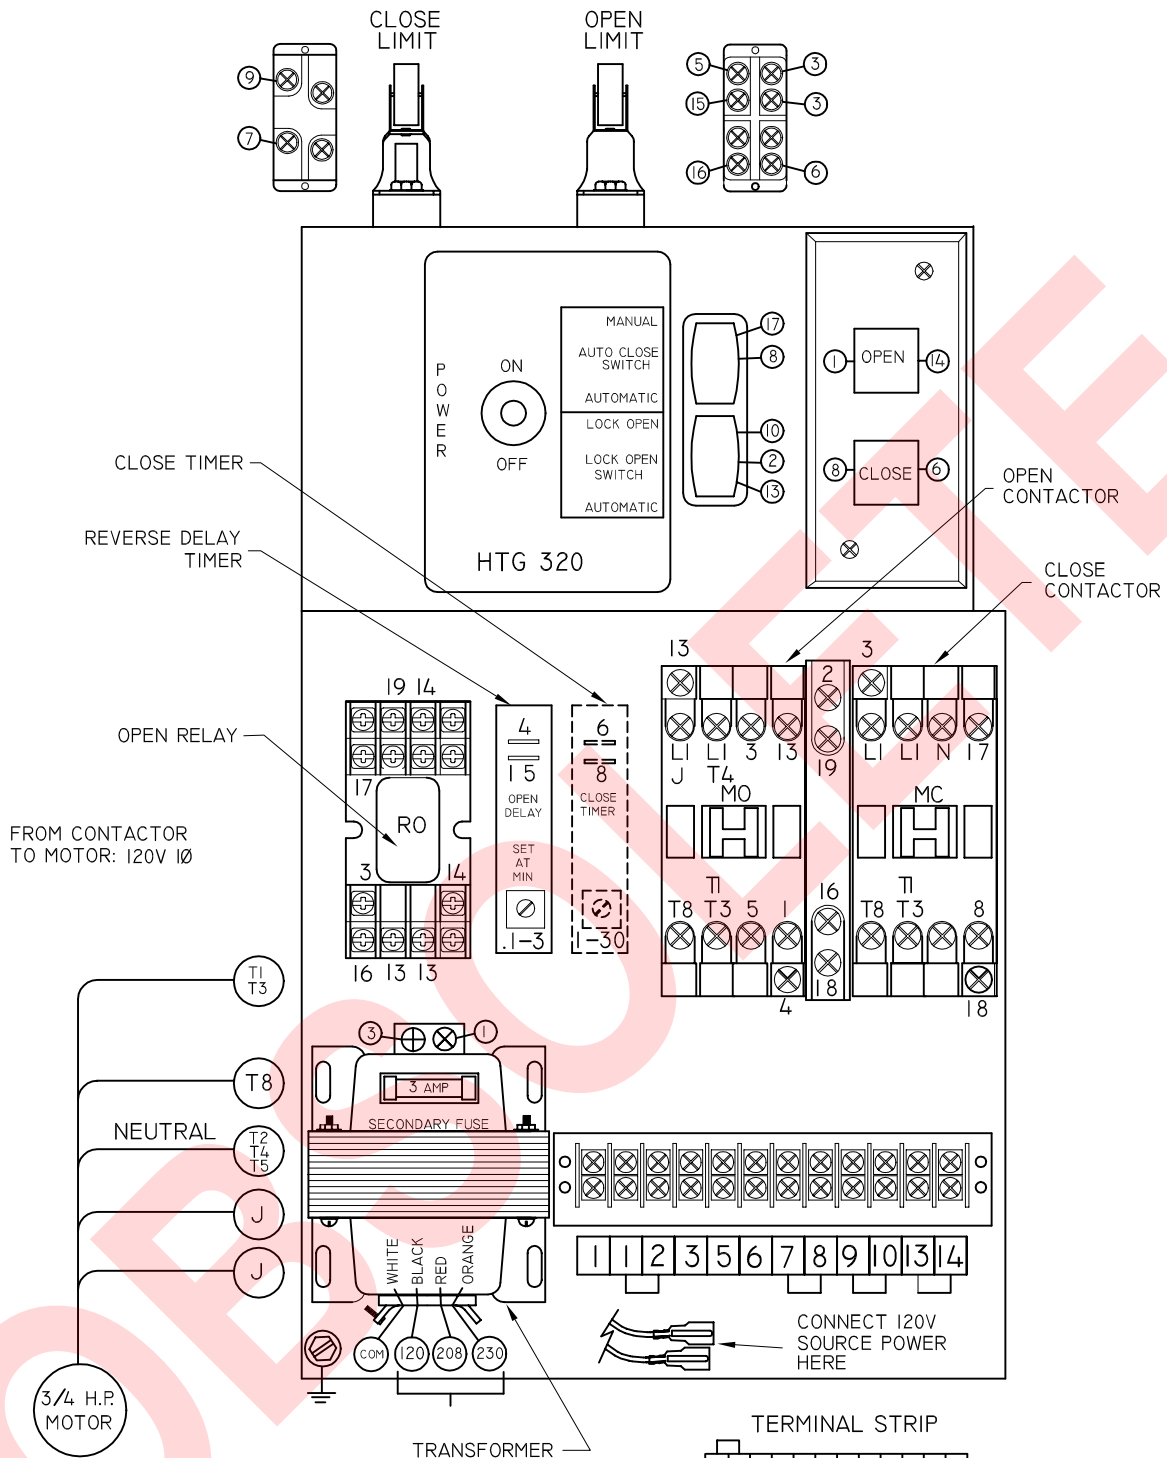 CLOSE
LIMIT
OPEN
LIMIT
9
7
5
3
15
3
16
6
POWER
ON
OFF
MANUAL
AUTO CLOSE
SWITCH
AUTOMATIC
LOCK OPEN
LOCK OPEN
SWITCH
AUTOMATIC
HTG 320
17
8
10
2
13
1
OPEN
14
8
CLOSE
6
CLOSE TIMER
REVERSE DELAY
TIMER
OPEN RELAY
OPEN
CONTACTOR
CLOSE
CONTACTOR
FROM CONTACTOR
TO MOTOR: 120V 1Ø
19 14
17
RO
3 14
16 13 13
4
15
OPEN
DELAY
SET
AT
MIN
.1-3
6
8
CLOSE
TIMER
1-30
13
L1 L1 3 13
J T4
MO
T1
T8 T3 5 1
4
2
19
16
18
3
L1 L1 N 17
MC
T1
T8 T3 8
18
T1
T3
T8
NEUTRAL
T2
T4
T5
J
J
3/4 H.P.
MOTOR
3
1
3 AMP
SECONDARY FUSE
WHITE
BLACK
RED
ORANGE
COM 120 208 230
TRANSFORMER
1 1 2 3 5 6 7 8 9 10 13 14
CONNECT 120V
SOURCE POWER
HERE
TERMINAL STRIP
OBSOLETE